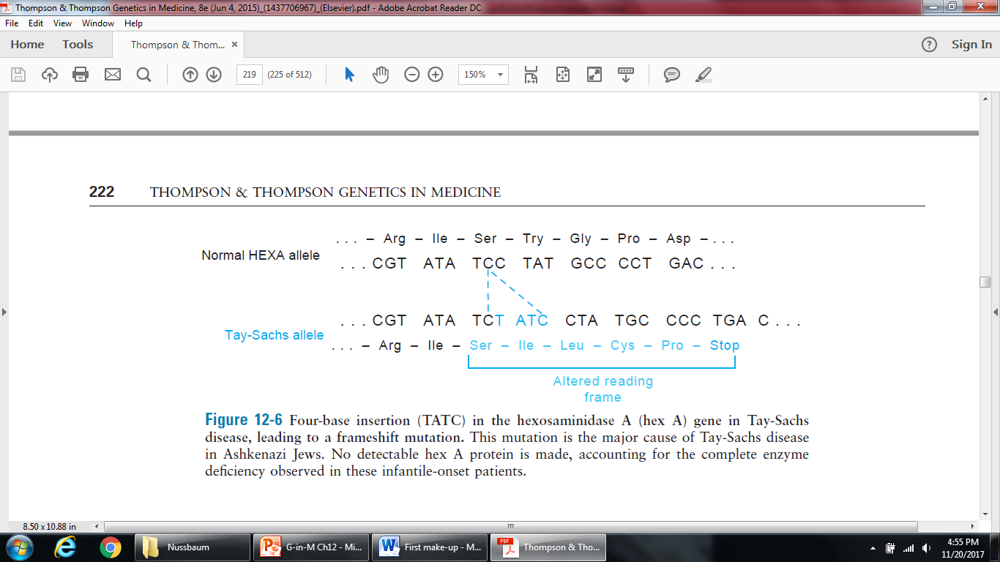 Thompson & Thompson Genetics in Medicine, 8e (Jun 4, 2015)_(1437706967)_(Elsevier).pdf - Adobe Acrobat Reader DC
File Edit View Window Help
Home Tools Thompson & Thom... × ? Sign In
219 (225 of 512) 150%
222 THOMPSON & THOMPSON GENETICS IN MEDICINE
. . . – Arg – Ile – Ser – Try – Gly – Pro – Asp – . . .
Normal HEXA allele
. . . CGT ATA TCC TAT GCC CCT GAC . . .
. . . CGT ATA TCT ATC CTA TGC CCC TGA C . . .
Tay-Sachs allele
. . . – Arg – Ile – Ser – Ile – Leu – Cys – Pro – Stop
Altered reading
frame
Figure 12-6 Four-base insertion (TATC) in the hexosaminidase A (hex A) gene in Tay-Sachs
disease, leading to a frameshift mutation. This mutation is the major cause of Tay-Sachs disease
in Ashkenazi Jews. No detectable hex A protein is made, accounting for the complete enzyme
deficiency observed in these infantile-onset patients.
8.50 x 10.88 in
Nussbaum G-in-M Ch12 - Mi... First make-up - M... Thompson & Tho...
4:55 PM
11/20/2017